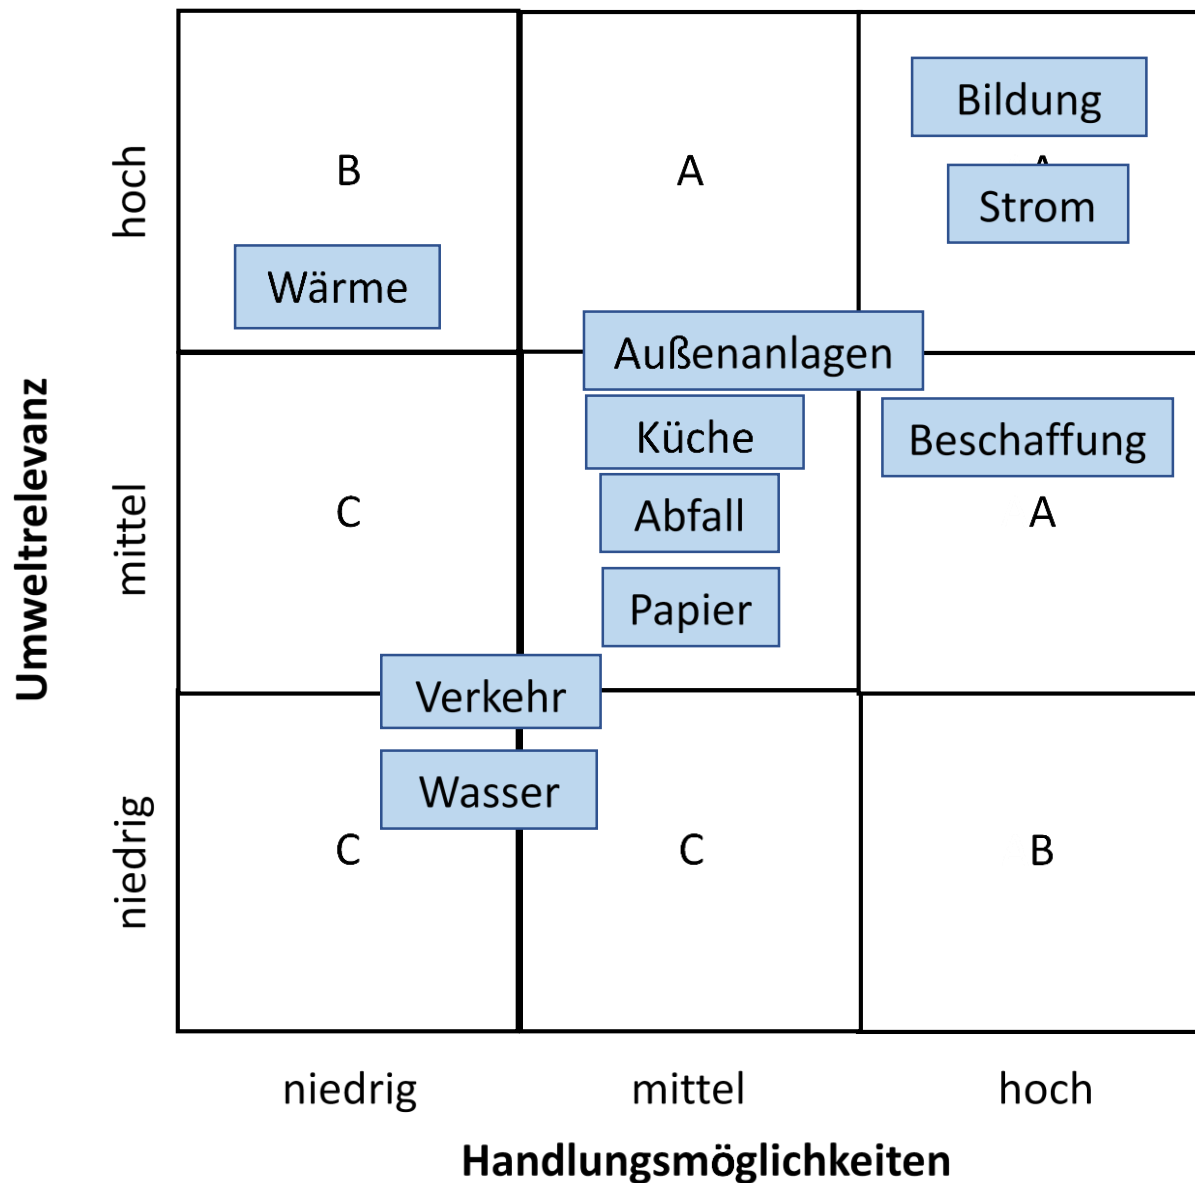 Bildung
hoch
B
A
Strom
Wärme
Außenanlagen
Küche
Beschaffung
Umweltrelevanz
mittel
C
Abfall
A
Papier
Verkehr
Wasser
niedrig
C
C
B
niedrig
mittel
hoch
Handlungsmöglichkeiten